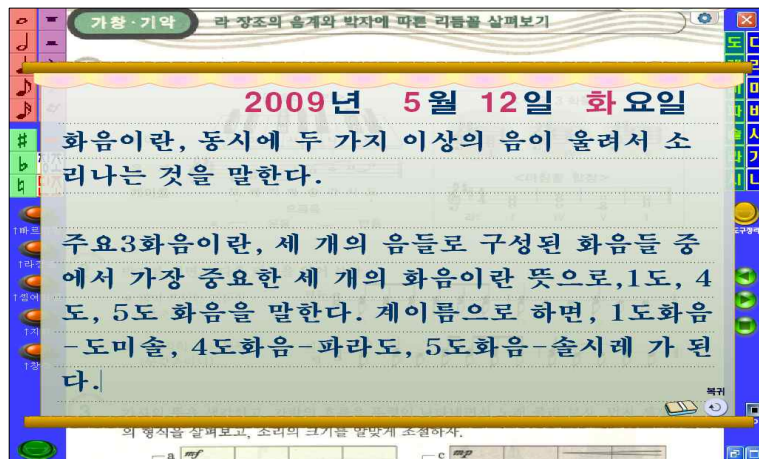 가창·기악 라 장조의 음계와 박자에 따른 리듬꼴 살펴보기
2009년 5월 12일 화요일
화음이란, 동시에 두 가지 이상의 음이 울려서 소
리나는 것을 말한다.
주요3화음이란, 세 개의 음들로 구성된 화음들 중
에서 가장 중요한 세 개의 화음이란 뜻으로,1도, 4
도, 5도 화음을 말한다. 계이름으로 하면, 1도화음
-도미솔, 4도화음-파라도, 5도화음-솔시레 가 된
다.
복귀
의 형식을 살펴보고, 소리의 크기를 알맞게 조절하자.
a mf
c mp